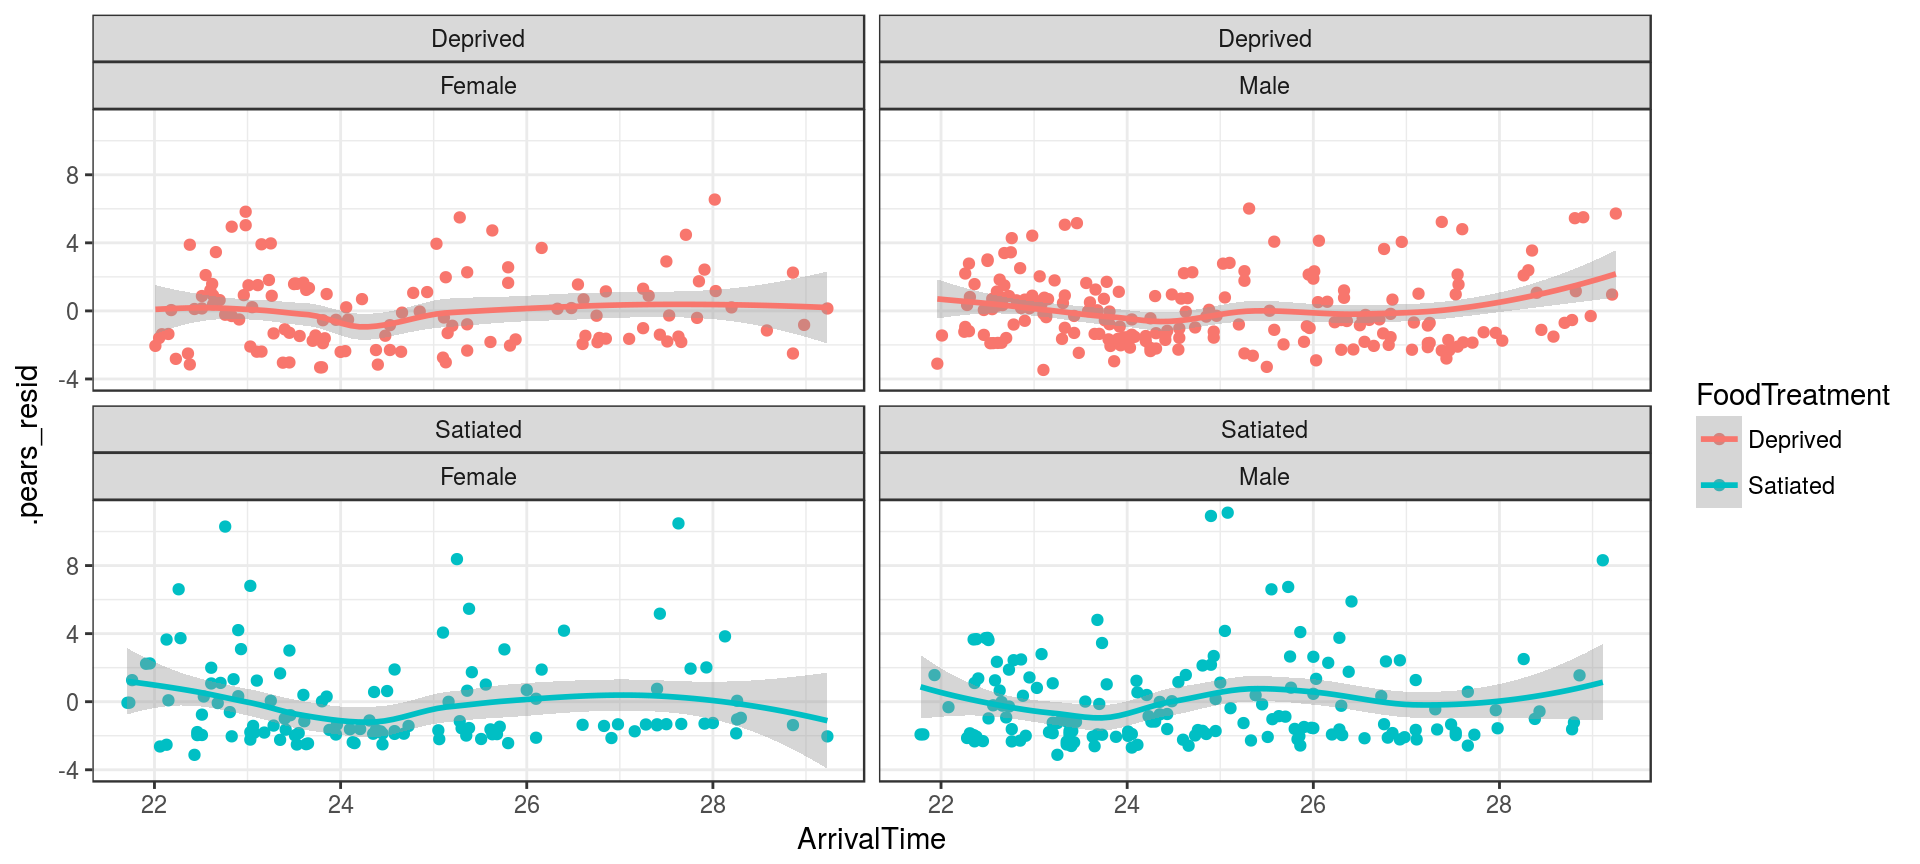 Deprived
Female
Deprived
Male
8
4
0
-4
Satiated
Female
Satiated
Male
8
4
0
-4
22
24
26
28
22
24
26
28
ArrivalTime
.pears_resid
FoodTreatment
Deprived
Satiated